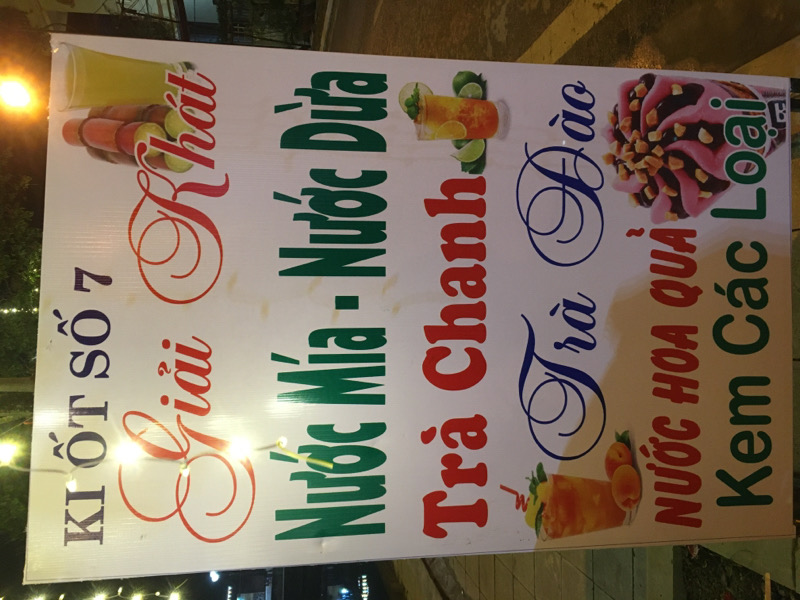 KI ỐT SỐ 7
Giải Khát
Nước Mía - Nước Dừa
Trà Chanh
Trà Đào
NƯỚC HOA QUẢ
Kem Các Loại